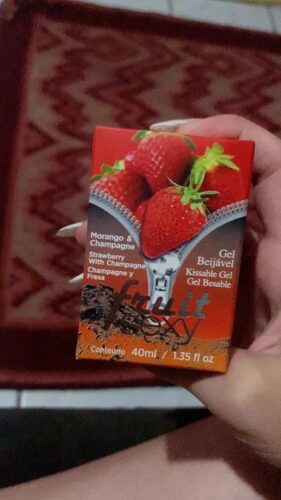 Morango &
Champagne
Strawberry
With Champagne
Champagne y
Fresa
Gel
Beijável
Kissable Gel
Gel Besable
fruit
sexy
Conteúdo 40ml / 1.35 fl oz